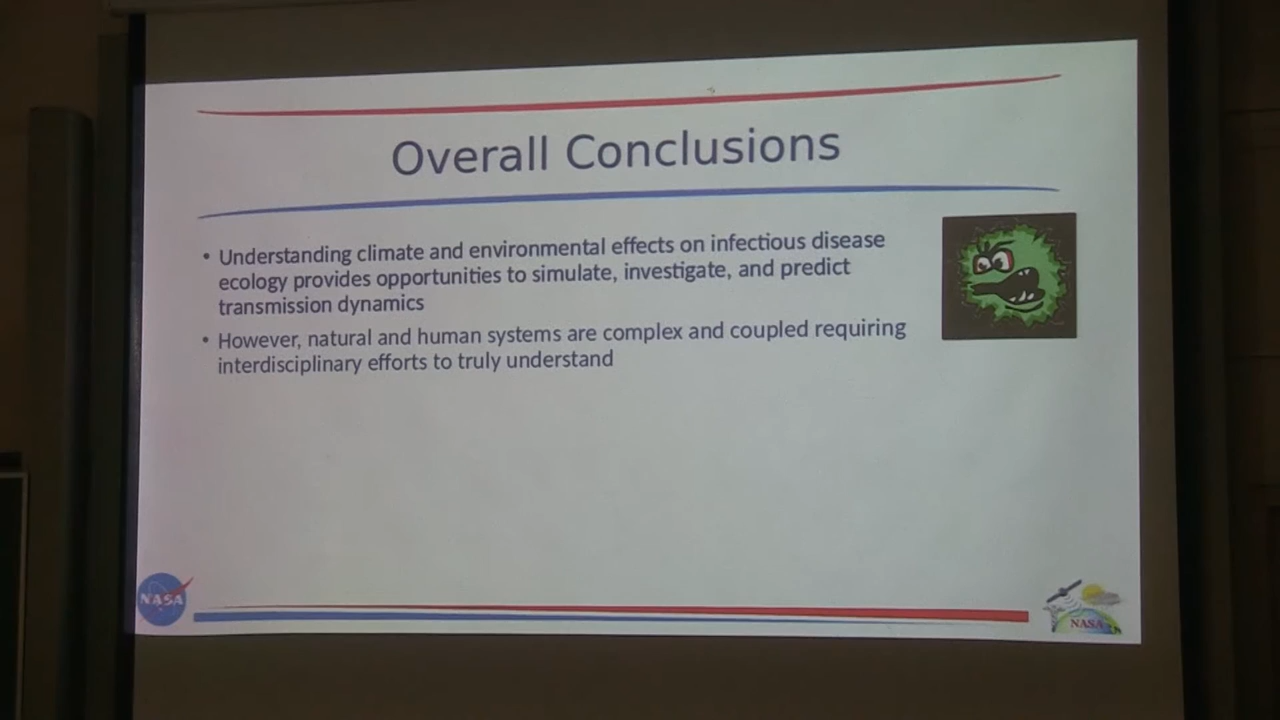 Overall Conclusions
• Understanding climate and environmental effects on infectious disease
ecology provides opportunities to simulate, investigate, and predict
transmission dynamics
• However, natural and human systems are complex and coupled requiring
interdisciplinary efforts to truly understand
NASA
NASA